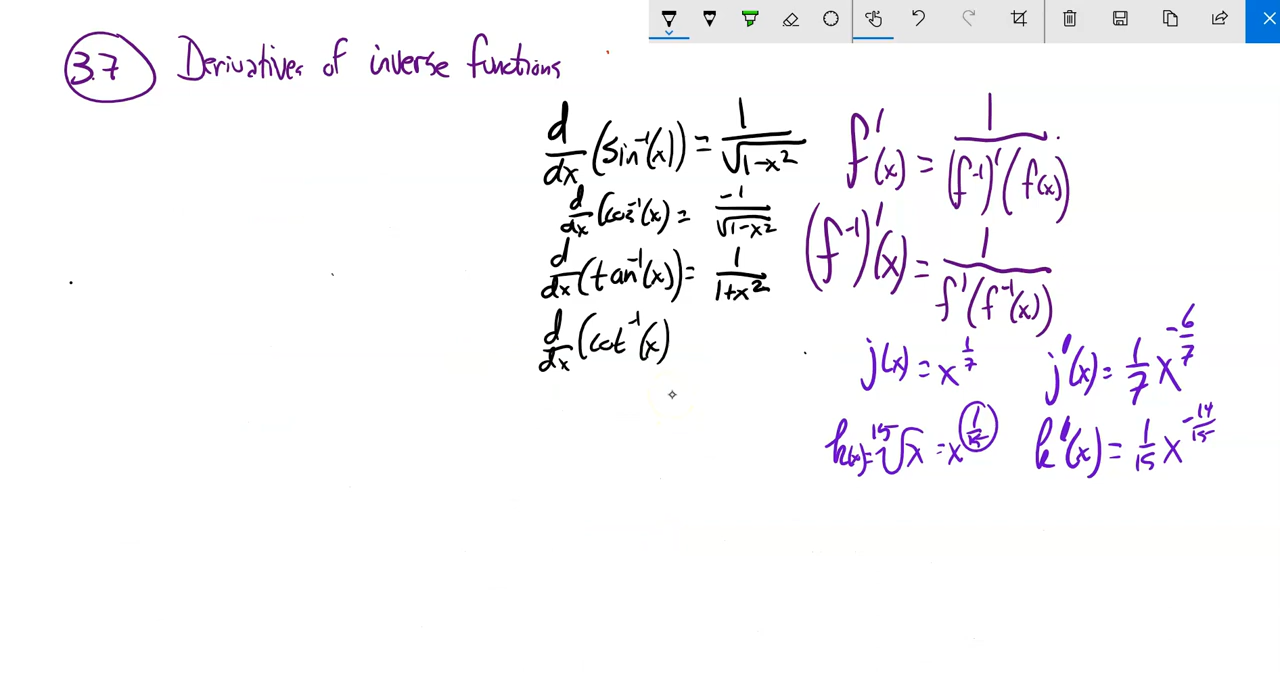 3.7 Derivatives of inverse functions
d/dx (sin⁻¹(x)) = 1/√(1-x²)
d/dx (cos⁻¹(x) = -1/√(1-x²)
d/dx (tan⁻¹(x)) = 1/(1+x²)
d/dx (cot⁻¹(x)
f'(x) = 1/((f⁻¹)'(f(x))
(f⁻¹)'(x) = 1/(f'(f⁻¹(x))
j(x) = x^(1/7) j'(x) = 1/7 x^(-6/7)
k(x) = ¹⁵√x = x^(1/15) k'(x) = 1/15 x^(-14/15)